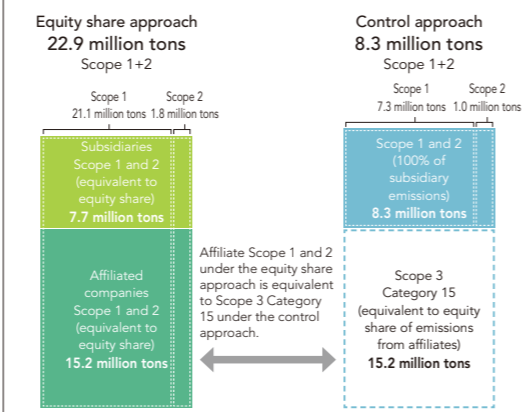 Equity share approach
22.9 million tons
Scope 1+2
Scope 1
21.1 million tons
Scope 2
1.8 million tons
Subsidiaries
Scope 1 and 2
(equivalent to
equity share)
7.7 million tons
Affiliated
companies
Scope 1 and 2
(equivalent to
equity share)
15.2 million tons
Affiliate Scope 1 and 2
under the equity share
approach is equivalent
to Scope 3 Category
15 under the control
approach.
Control approach
8.3 million tons
Scope 1+2
Scope 1
7.3 million tons
Scope 2
1.0 million tons
Scope 1 and 2
(100% of
subsidiary
emissions)
8.3 million tons
Scope 3
Category 15
(equivalent to equity
share of emissions
from affiliates)
15.2 million tons